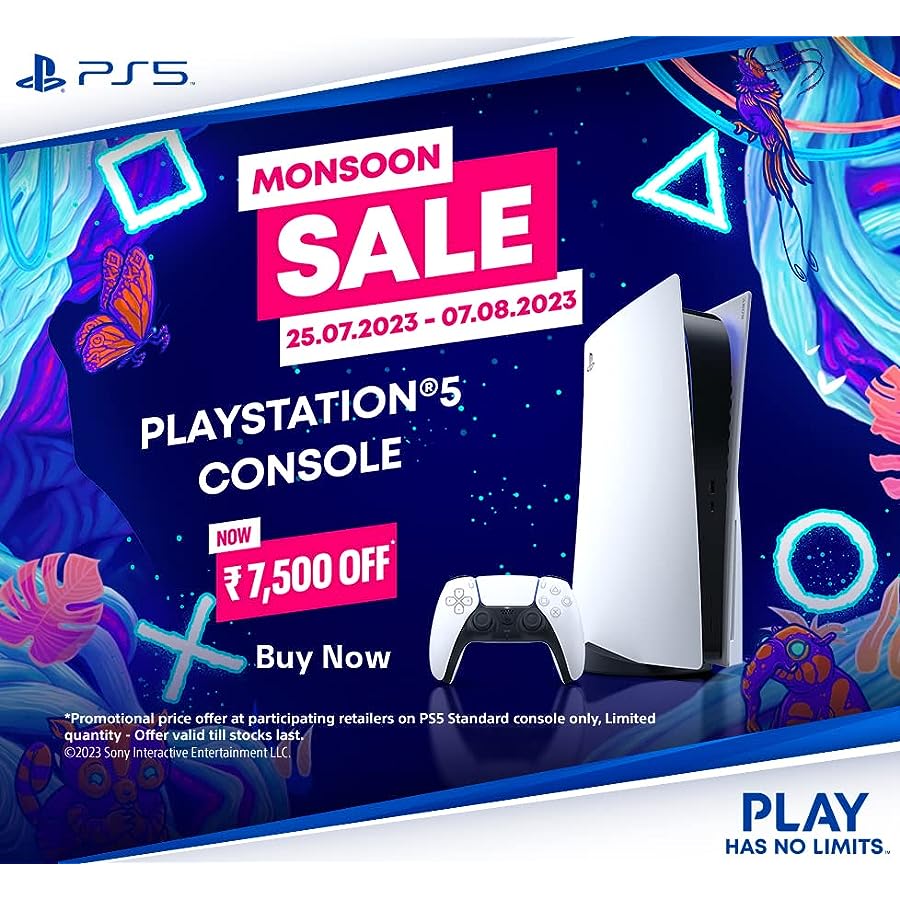 PS5™
MONSOON
SALE
25.07.2023 - 07.08.2023
PLAYSTATION®5
CONSOLE
NOW
₹ 7,500 OFF*
Buy Now
*Promotional price offer at participating retailers on PS5 Standard console only, Limited
quantity - Offer valid till stocks last.
©2023 Sony Interactive Entertainment LLC.
PLAY
HAS NO LIMITS™